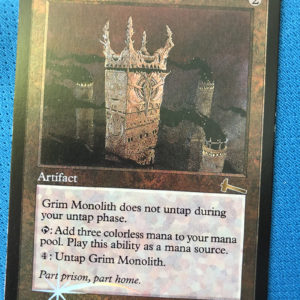 2
Artifact
Grim Monolith does not untap during
your untap phase.
: Add three colorless mana to your mana
pool. Play this ability as a mana source.
4: Untap Grim Monolith.
Part prison, part home.